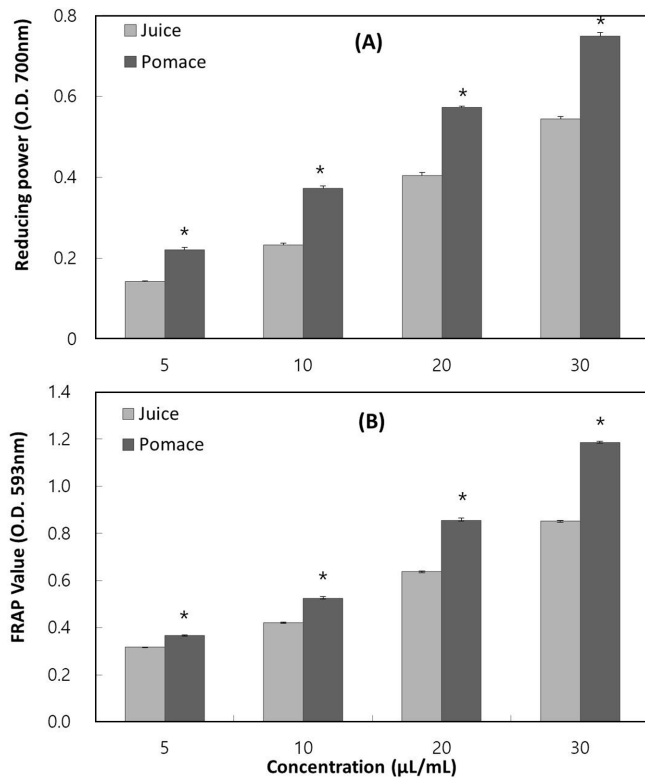 0.8
0.6
0.4
0.2
0
Reducing power (O.D. 700nm)
Juice
Pomace
(A)
*
*
*
*
5 10 20 30
1.4
1.2
1.0
0.8
0.6
0.4
0.2
0.0
FRAP Value (O.D. 593nm)
Juice
Pomace
(B)
*
*
*
*
5 10 20 30
Concentration (µL/mL)